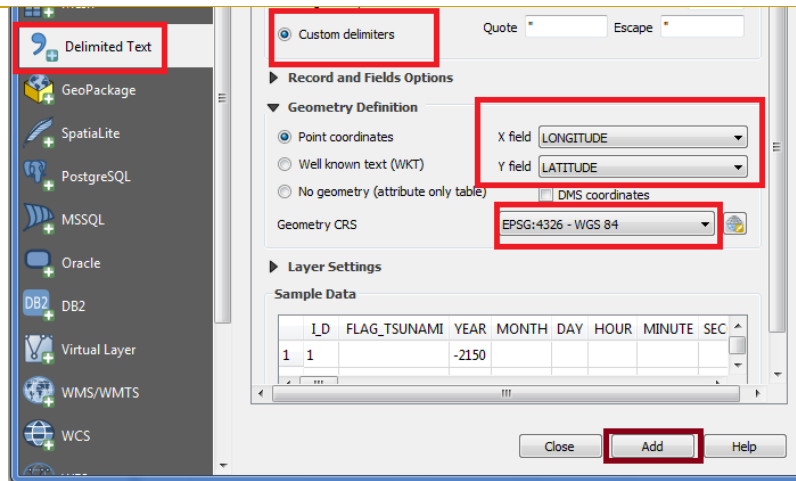 Delimited Text
GeoPackage
SpatiaLite
PostgreSQL
MSSQL
Oracle
DB2 DB2
Virtual Layer
WMS/WMTS
WCS
Custom delimiters
Quote " Escape "
Record and Fields Options
Geometry Definition
Point coordinates X field LONGITUDE
Well known text (WKT) Y field LATITUDE
No geometry (attribute only table) DMS coordinates
Geometry CRS EPSG:4326 - WGS 84
Layer Settings
Sample Data
I_D FLAG_TSUNAMI YEAR MONTH DAY HOUR MINUTE SEC
1 1 -2150
Close Add Help